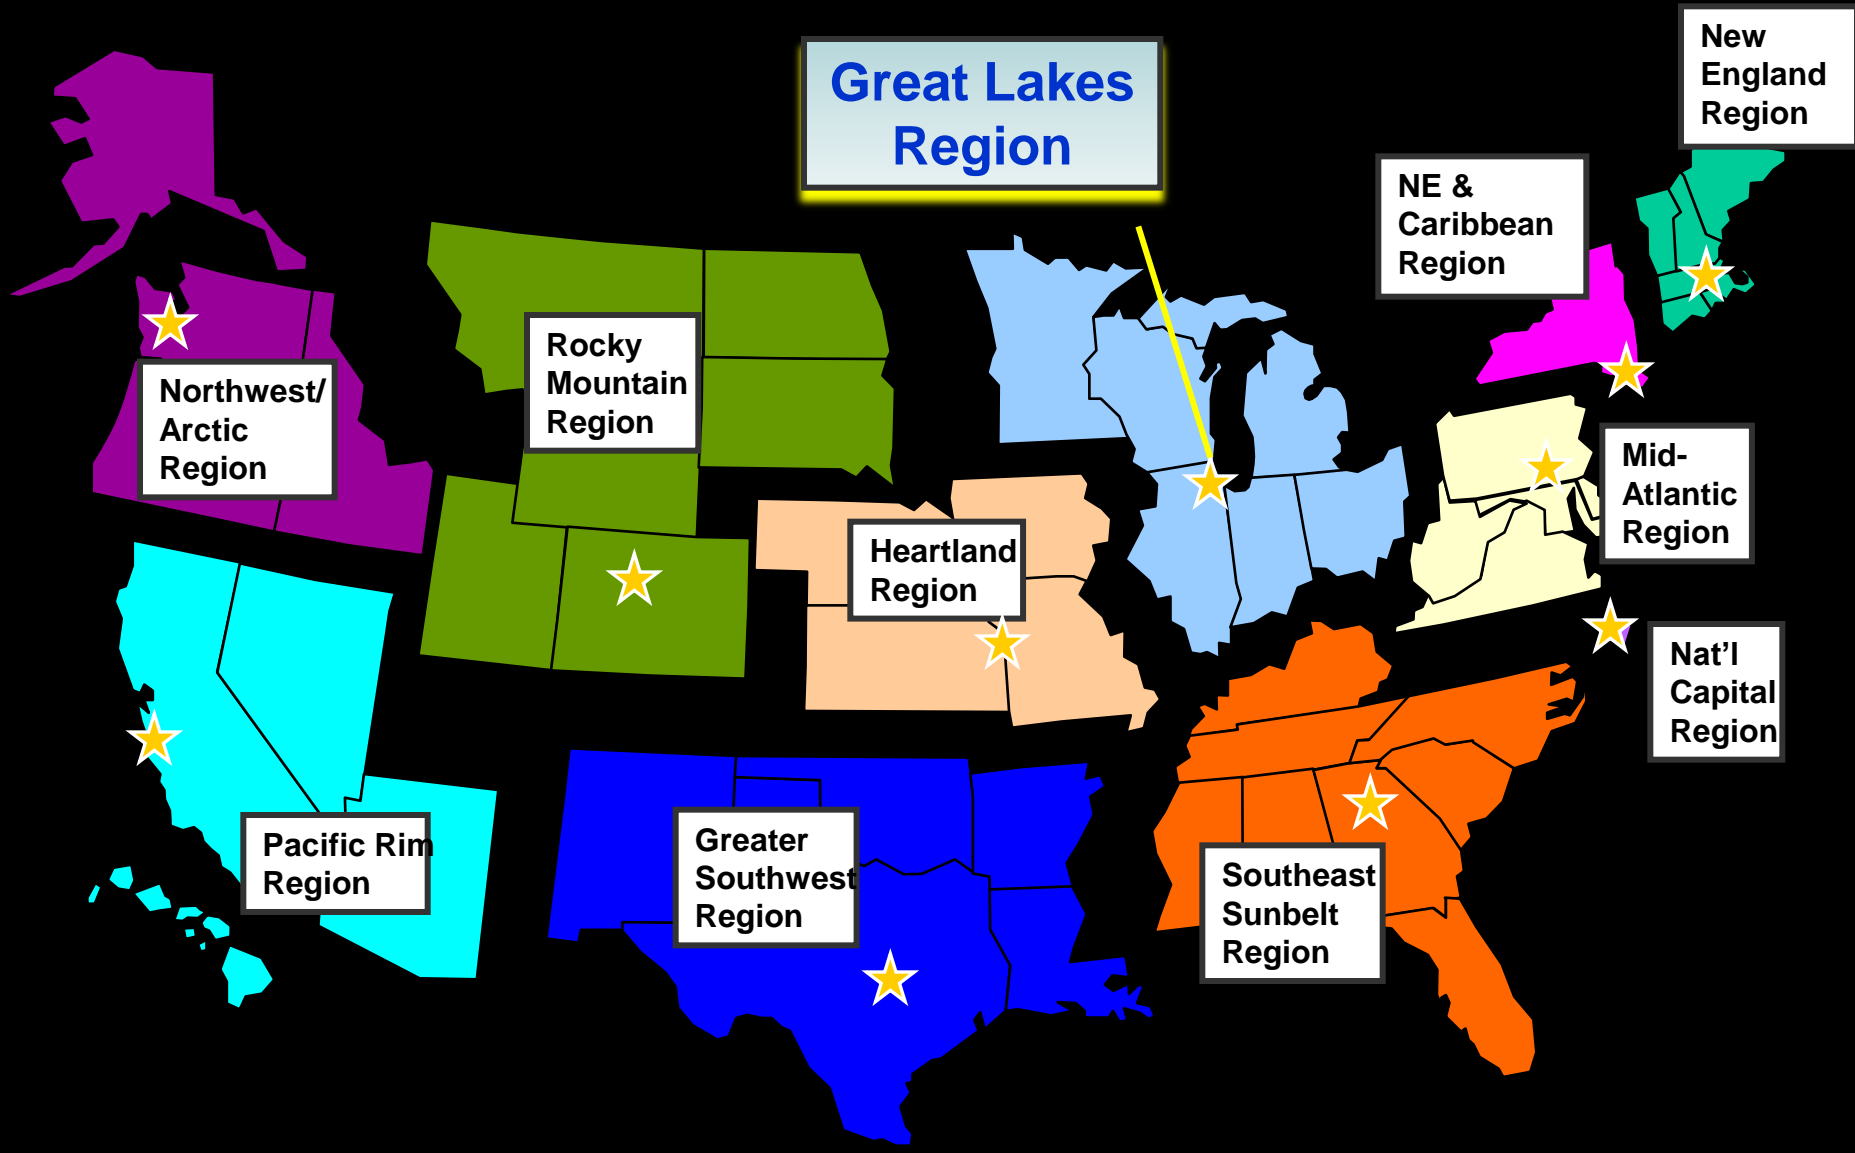 Great Lakes
Region
New
England
Region
NE &
Caribbean
Region
Rocky
Mountain
Region
Northwest/
Arctic
Region
Mid-
Atlantic
Region
Heartland
Region
Nat’l
Capital
Region
Pacific Rim
Region
Greater
Southwest
Region
Southeast
Sunbelt
Region